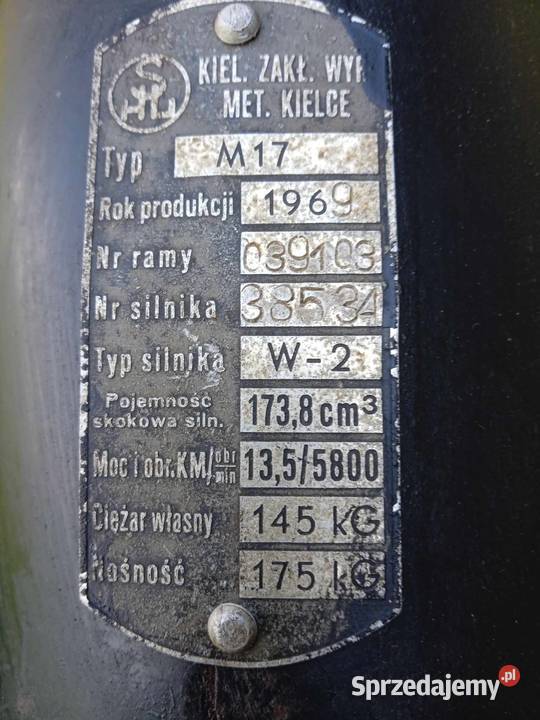 SHL
KIEL. ZAKŁ. WYR
MET. KIELCE
Typ M17
Rok produkcji 1969
Nr ramy 039103
Nr silnika 38534
Typ silnika W-2
Pojemność
skokowa siln. 173,8 cm³
Moc i obr. KM/obr/min 13,5/5800
Ciężar własny 145 kG
Nośność 175 kG
Sprzedajemy.pl